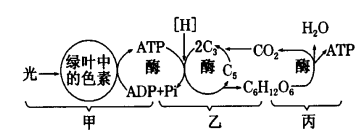 [H]
H₂O
光
绿叶中
的色素
ATP
酶
ADP+Pi
2C₃
酶
C₅
CO₂
C₆H₁₂O₆
酶
ATP
甲
乙
丙